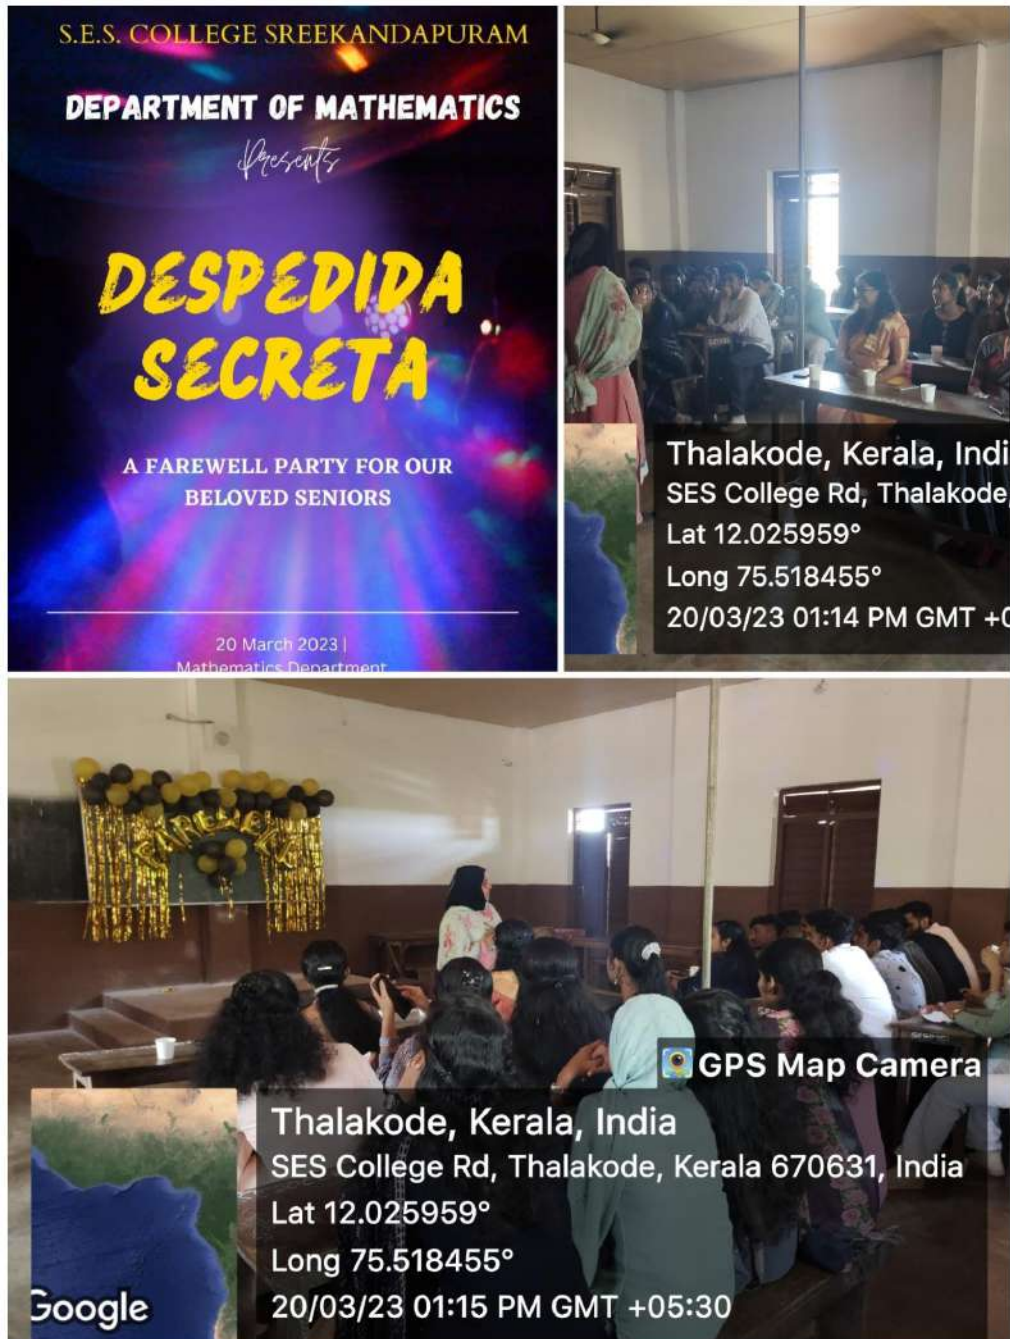 S.E.S. COLLEGE SREEKANDAPURAM
DEPARTMENT OF MATHEMATICS
Presents
DESPEDIDA
SECRETA
A FAREWELL PARTY FOR OUR
BELOVED SENIORS
20 March 2023 |
Mathematics Department
Thalakode, Kerala, Indi
SES College Rd, Thalakode,
Lat 12.025959°
Long 75.518455°
20/03/23 01:14 PM GMT +0
FAREWELL
GPS Map Camera
Thalakode, Kerala, India
SES College Rd, Thalakode, Kerala 670631, India
Lat 12.025959°
Long 75.518455°
20/03/23 01:15 PM GMT +05:30
Google